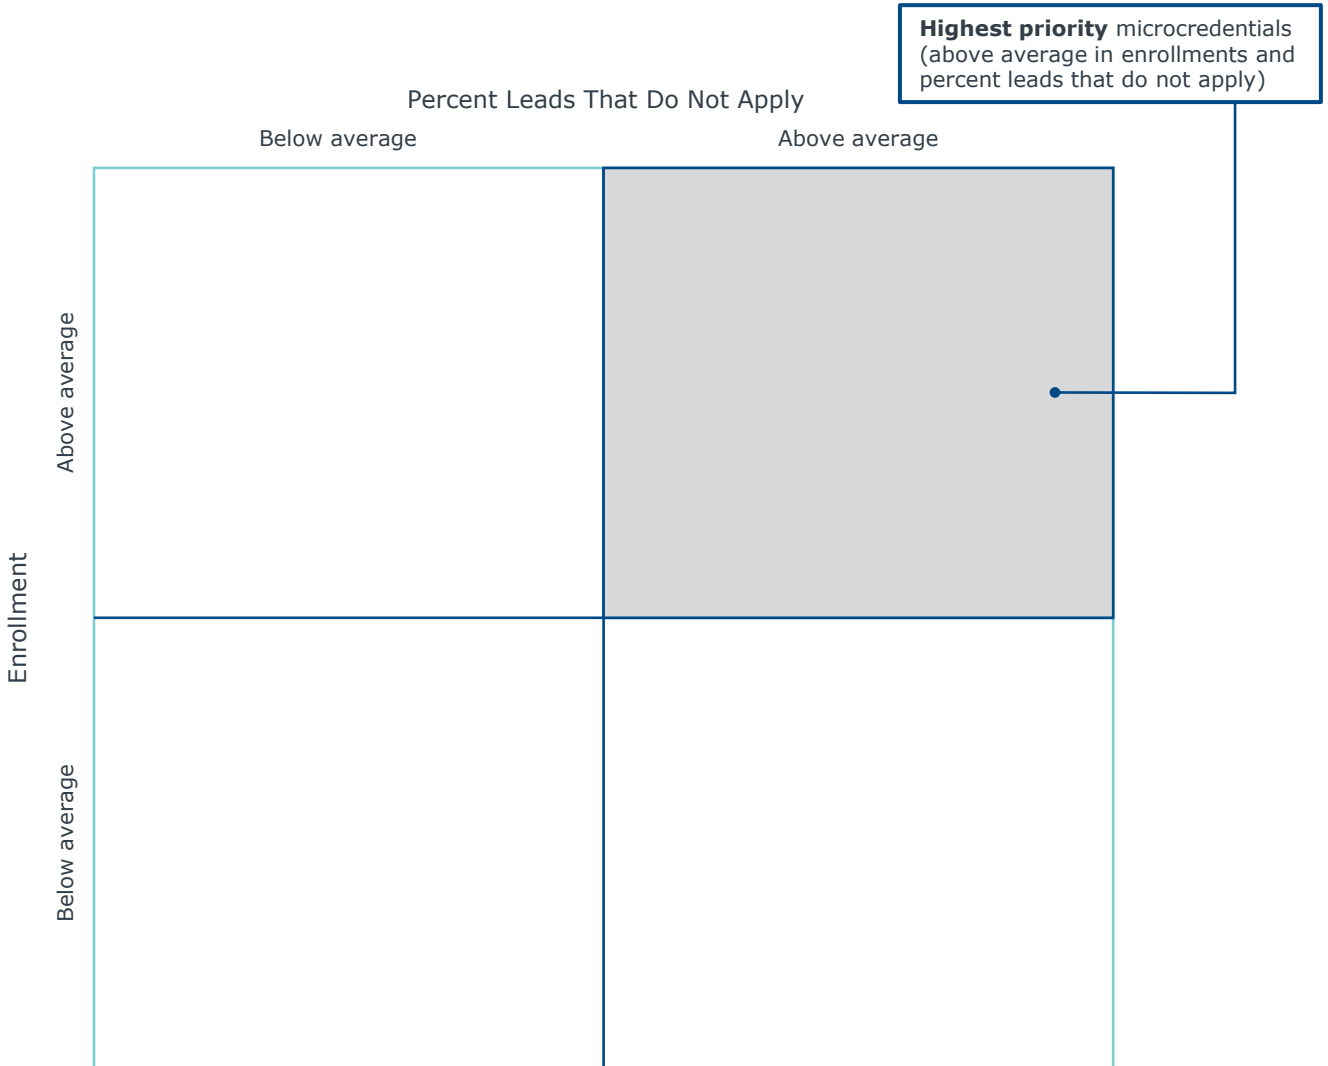 Highest priority microcredentials
(above average in enrollments and
percent leads that do not apply)
Percent Leads That Do Not Apply
Below average
Above average
Above average
Enrollment
Below average